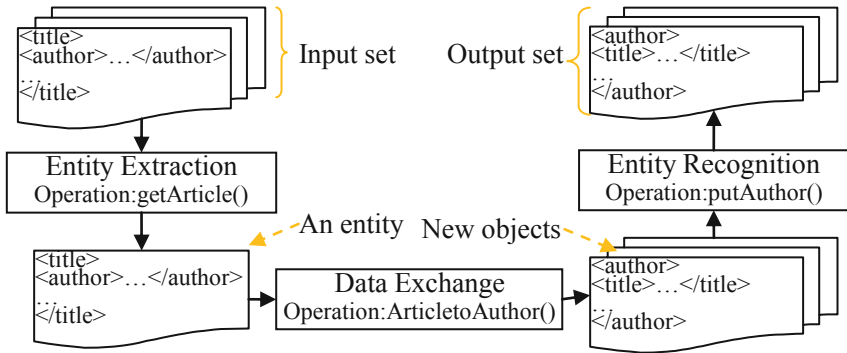 <title>
<author>…</author>
…
</title>
Input set
Output set
<author>
<title>…</title>
…
</author>
Entity Extraction
Operation:getArticle()
Entity Recognition
Operation:putAuthor()
An entity
New objects
<title>
<author>…</author>
…
</title>
Data Exchange
Operation:ArticletoAuthor()
<author>
<title>…</title>
…
</author>